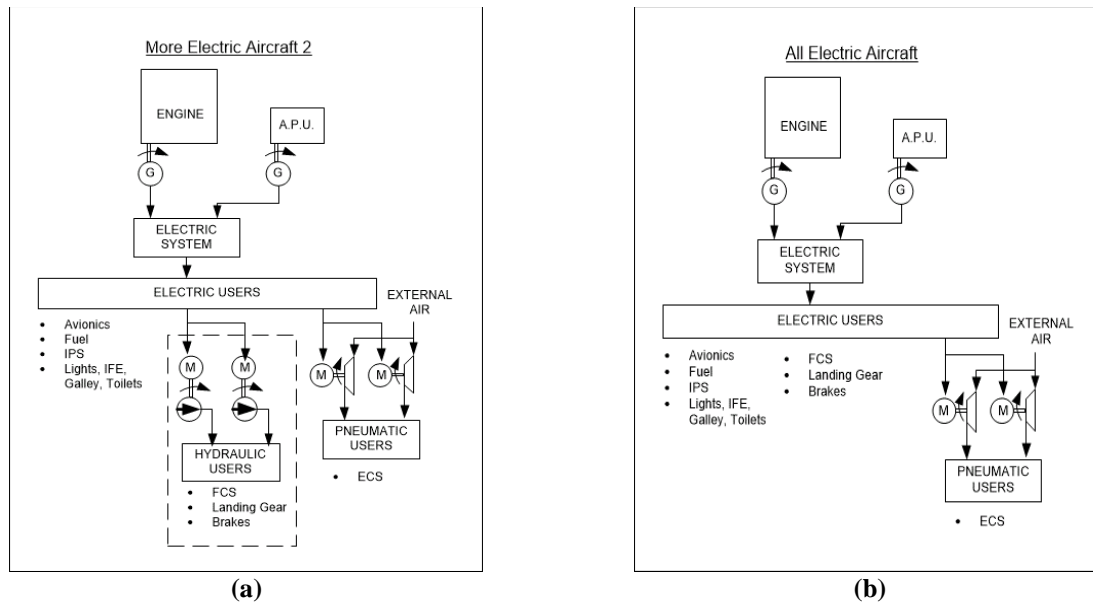 More Electric Aircraft 2
ENGINE
A.P.U.
G
G
ELECTRIC
SYSTEM
ELECTRIC USERS
EXTERNAL
AIR
• Avionics
• Fuel
• IPS
• Lights, IFE,
Galley, Toilets
M
M
M
M
HYDRAULIC
USERS
• FCS
• Landing Gear
• Brakes
PNEUMATIC
USERS
• ECS
(a)
All Electric Aircraft
ENGINE
A.P.U.
G
G
ELECTRIC
SYSTEM
ELECTRIC USERS
EXTERNAL
AIR
• Avionics
• Fuel
• IPS
• Lights, IFE,
Galley, Toilets
• FCS
• Landing Gear
• Brakes
M
M
PNEUMATIC
USERS
• ECS
(b)